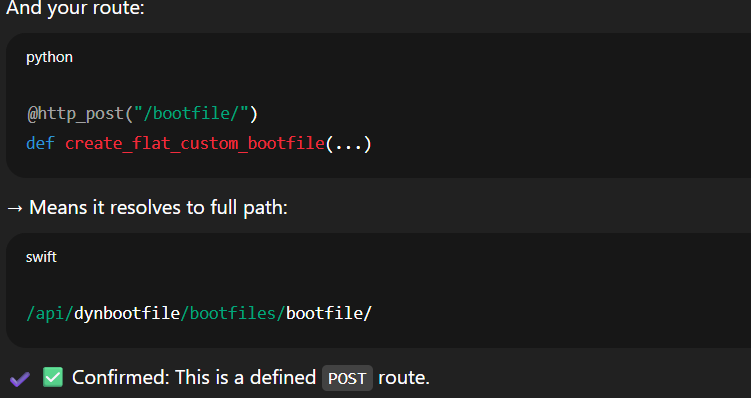 And your route:
python
@http_post("/bootfile/")
def create_flat_custom_bootfile(...)
→ Means it resolves to full path:
swift
/api/dynbootfile/bootfiles/bootfile/
✔ ✅ Confirmed: This is a defined POST route.